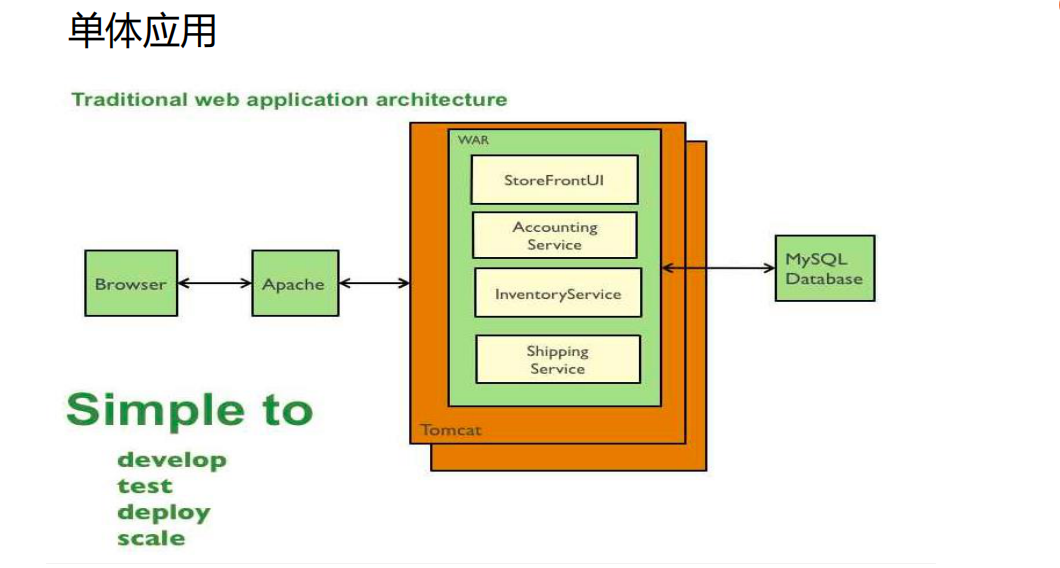 单体应用
Traditional web application architecture
WAR
StoreFrontUI
Accounting
Service
InventoryService
Shipping
Service
Tomcat
Browser
Apache
MySQL
Database
Simple to
develop
test
deploy
scale